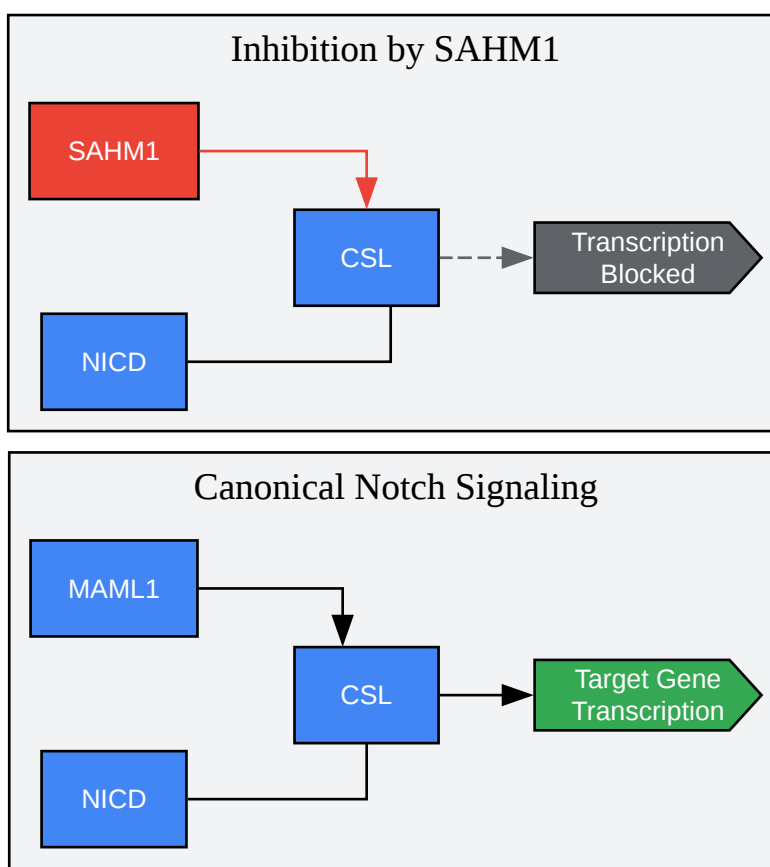 Inhibition by SAHM1
SAHM1
CSL
Transcription
Blocked
NICD
Canonical Notch Signaling
MAML1
CSL
Target Gene
Transcription
NICD